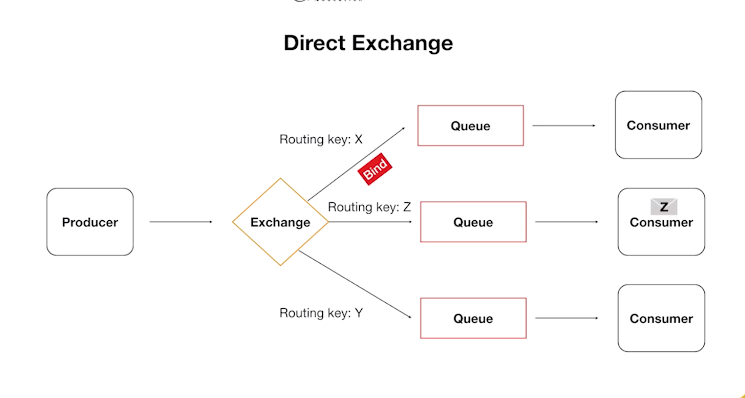 Direct Exchange
Routing key: X
Queue
Consumer
Bind
Producer
Exchange
Routing key: Z
Queue
Z
Consumer
Routing key: Y
Queue
Consumer